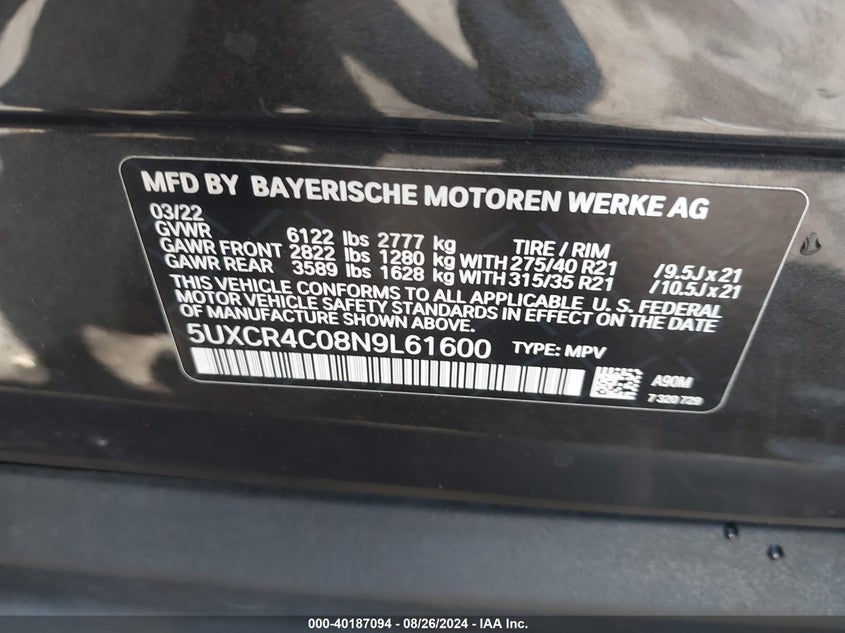 MFD BY BAYERISCHE MOTOREN WERKE AG
03/22
GVWR 6122 lbs 2777 kg TIRE / RIM
GAWR FRONT 2822 lbs 1280 kg WITH 275/40 R21 /9.5J x 21
GAWR REAR 3589 lbs 1628 kg WITH 315/35 R21 /10.5J x 21
THIS VEHICLE CONFORMS TO ALL APPLICABLE U. S. FEDERAL
MOTOR VEHICLE SAFETY STANDARDS IN EFFECT ON THE DATE
OF MANUFACTURE SHOWN ABOVE.
5UXCR4C08N9L61600 TYPE: MPV
A90M
7 320 729
000-40187094 - 08/26/2024 - IAA Inc.